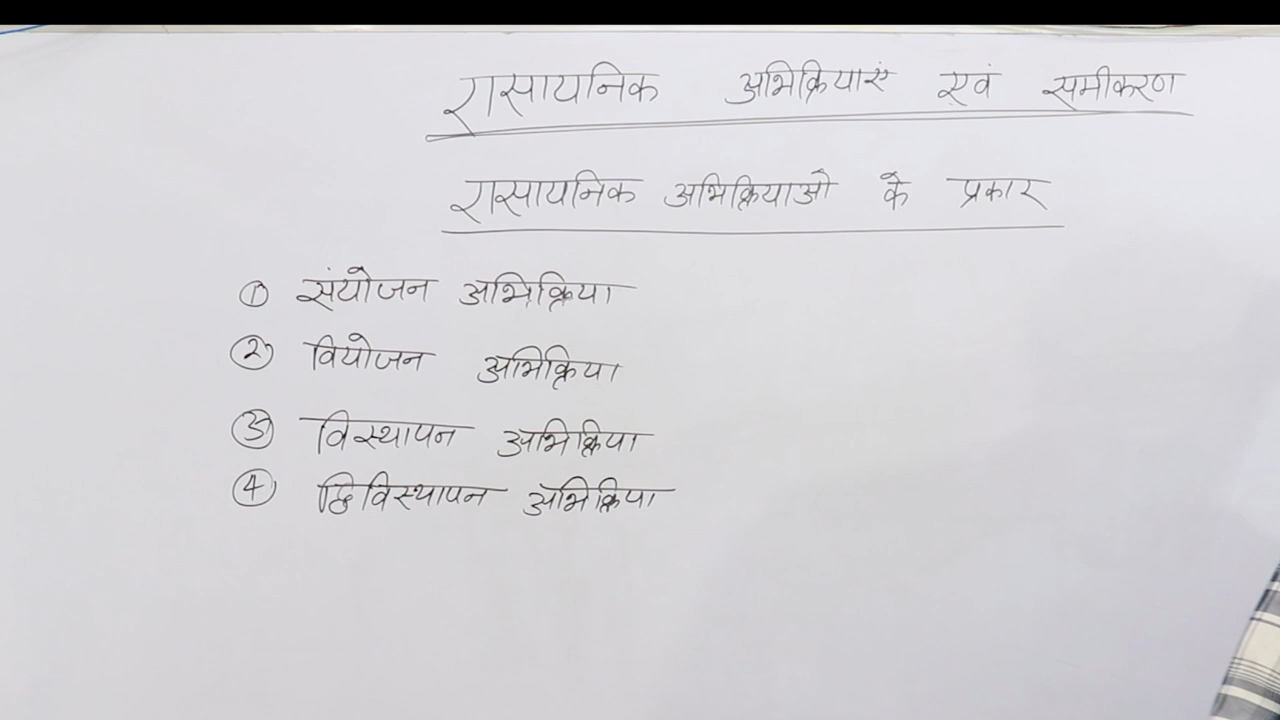 रासायनिक अभिक्रियाएं एवं समीकरण
रासायनिक अभिक्रियाओ के प्रकार
① संयोजन अभिक्रिया
② वियोजन अभिक्रिया
③ विस्थापन अभिक्रिया
④ द्विविस्थापन अभिक्रिया